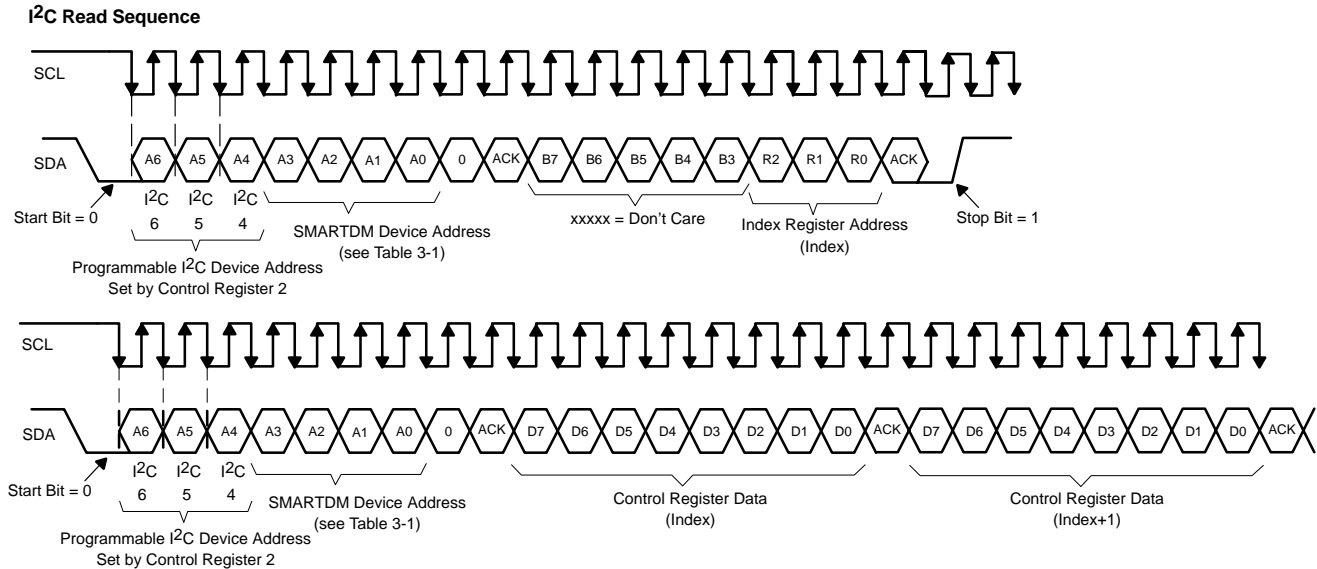 I2C Read Sequence
SCL
SDA
A6 A5 A4 A3 A2 A1 A0 0 ACK B7 B6 B5 B4 B3 R2 R1 R0 ACK
Start Bit = 0
I2C I2C I2C
6 5 4
SMARTDM Device Address
(see Table 3-1)
xxxxx = Don't Care
Index Register Address
(Index)
Stop Bit = 1
Programmable I2C Device Address
Set by Control Register 2
SCL
SDA
A6 A5 A4 A3 A2 A1 A0 0 ACK D7 D6 D5 D4 D3 D2 D1 D0 ACK D7 D6 D5 D4 D3 D2 D1 D0 ACK
Start Bit = 0
I2C I2C I2C
6 5 4
SMARTDM Device Address
(see Table 3-1)
Control Register Data
(Index)
Control Register Data
(Index+1)
Programmable I2C Device Address
Set by Control Register 2